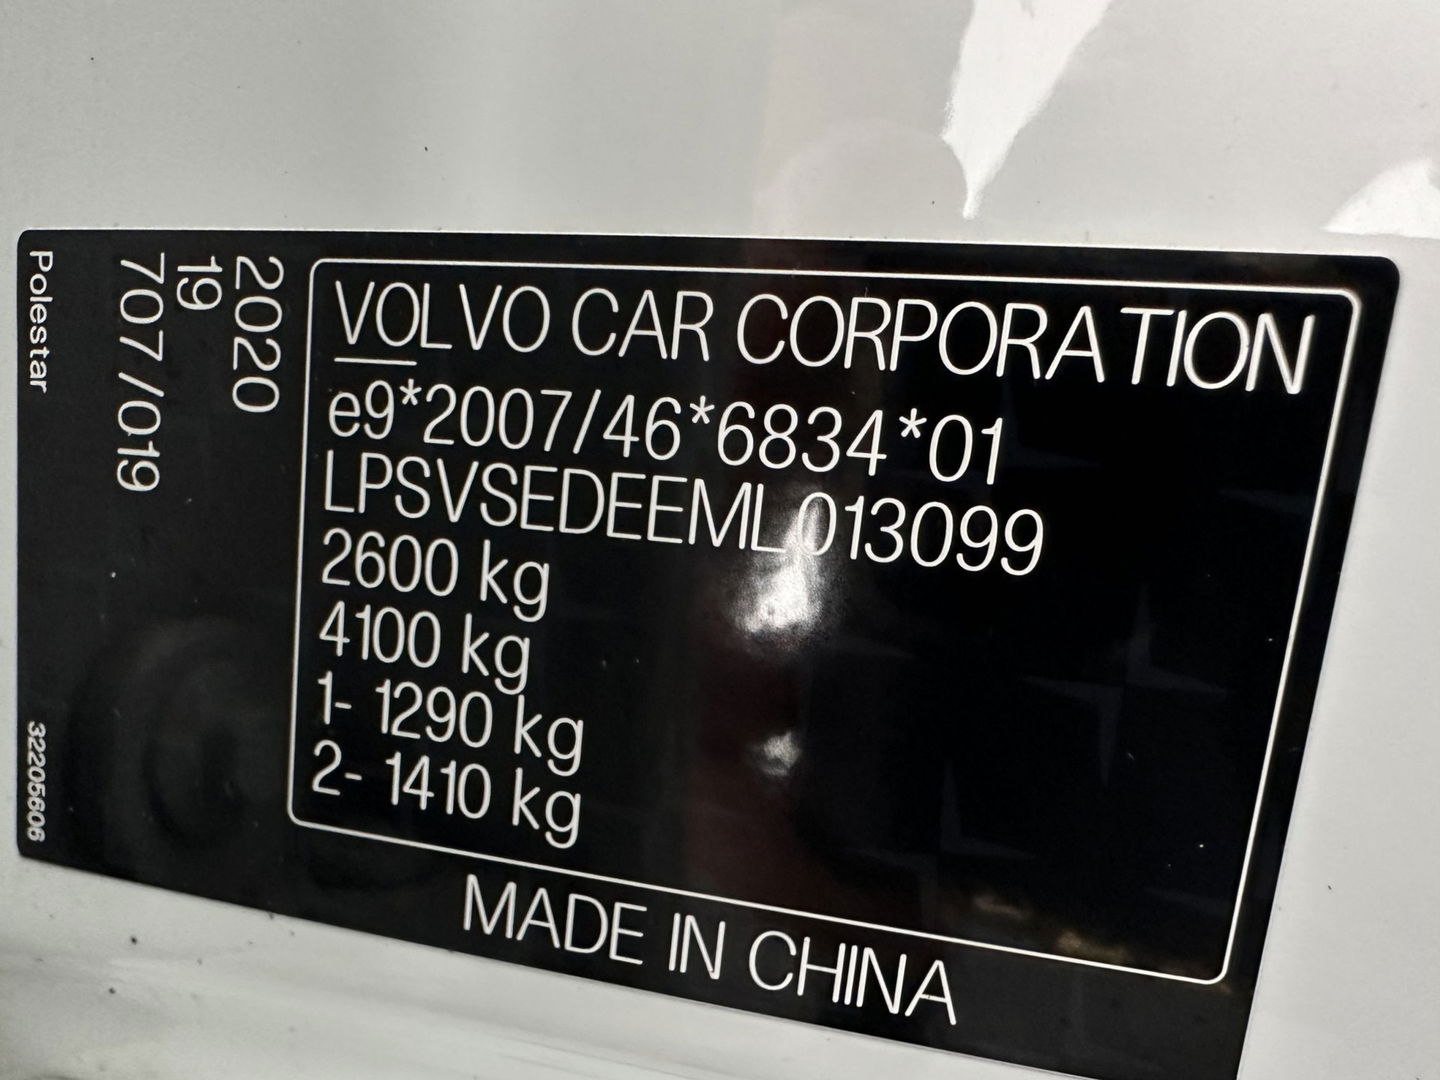 VOLVO CAR CORPORATION
e9*2007/46*6834*01
LPSVSEDEEML013099
2600 kg
4100 kg
1- 1290 kg
2- 1410 kg
MADE IN CHINA
2020
19
707/019
Polestar
32205606